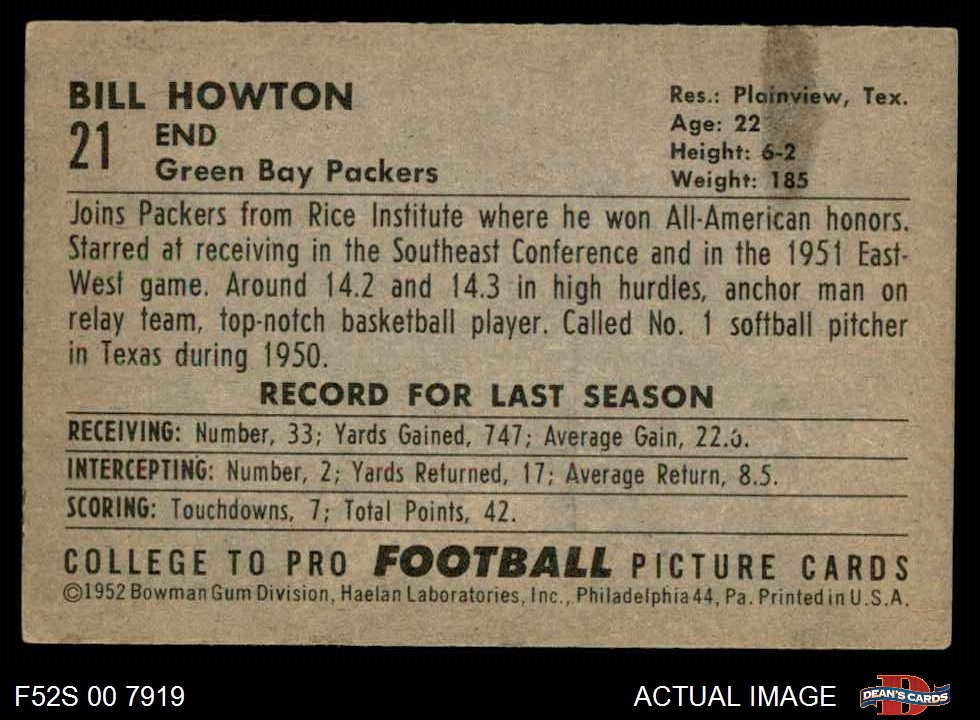 BILL HOWTON
21 END
Green Bay Packers
Res.: Plainview, Tex.
Age: 22
Height: 6-2
Weight: 185
Joins Packers from Rice Institute where he won All-American honors.
Starred at receiving in the Southeast Conference and in the 1951 East-
West game. Around 14.2 and 14.3 in high hurdles, anchor man on
relay team, top-notch basketball player. Called No. 1 softball pitcher
in Texas during 1950.
RECORD FOR LAST SEASON
RECEIVING: Number, 33; Yards Gained, 747; Average Gain, 22.6.
INTERCEPTING: Number, 2; Yards Returned, 17; Average Return, 8.5.
SCORING: Touchdowns, 7; Total Points, 42.
COLLEGE TO PRO FOOTBALL PICTURE CARDS
©1952 Bowman Gum Division, Haelan Laboratories, Inc., Philadelphia 44, Pa. Printed in U.S.A.
F52S 00 7919
ACTUAL IMAGE
DEAN'S CARDS